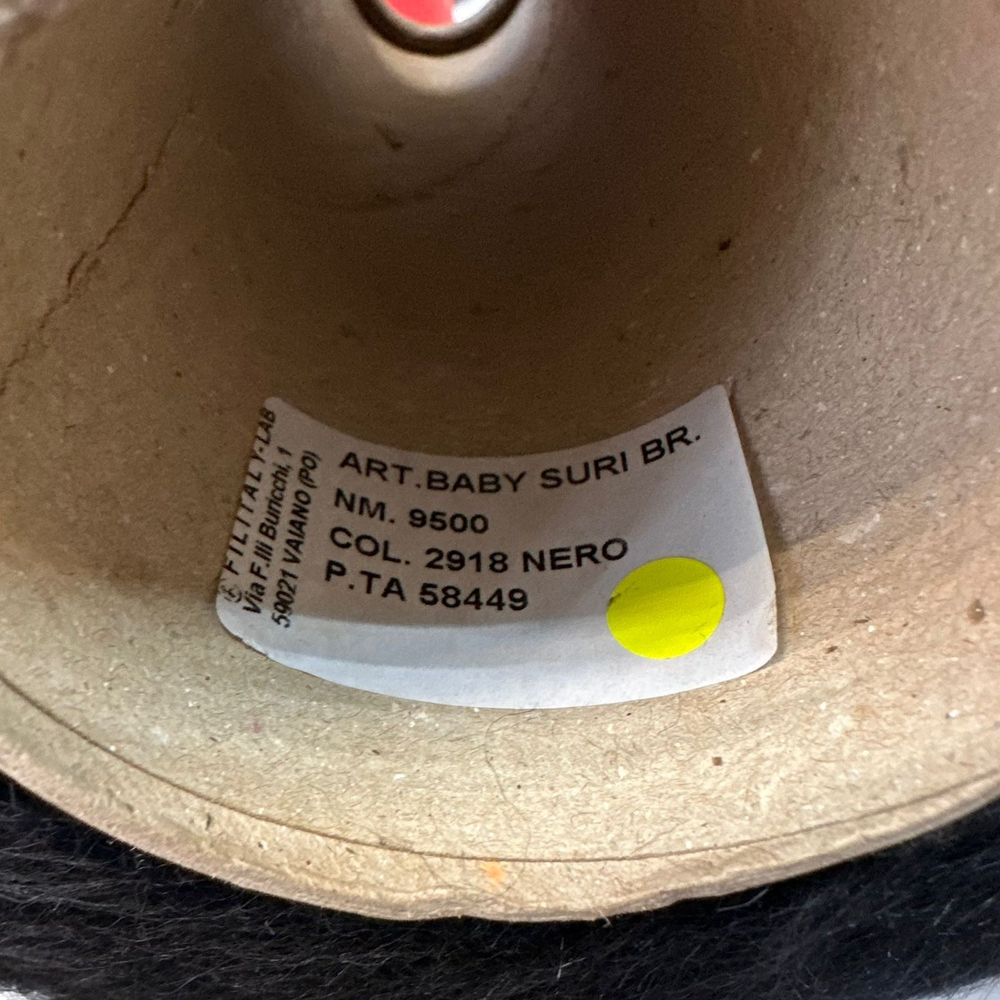 FILITALY-LAB
Via F.lli Buricchi, 1
59021 VAIANO (PO)
ART.BABY SURI BR.
NM. 9500
COL. 2918 NERO
P.TA 58449